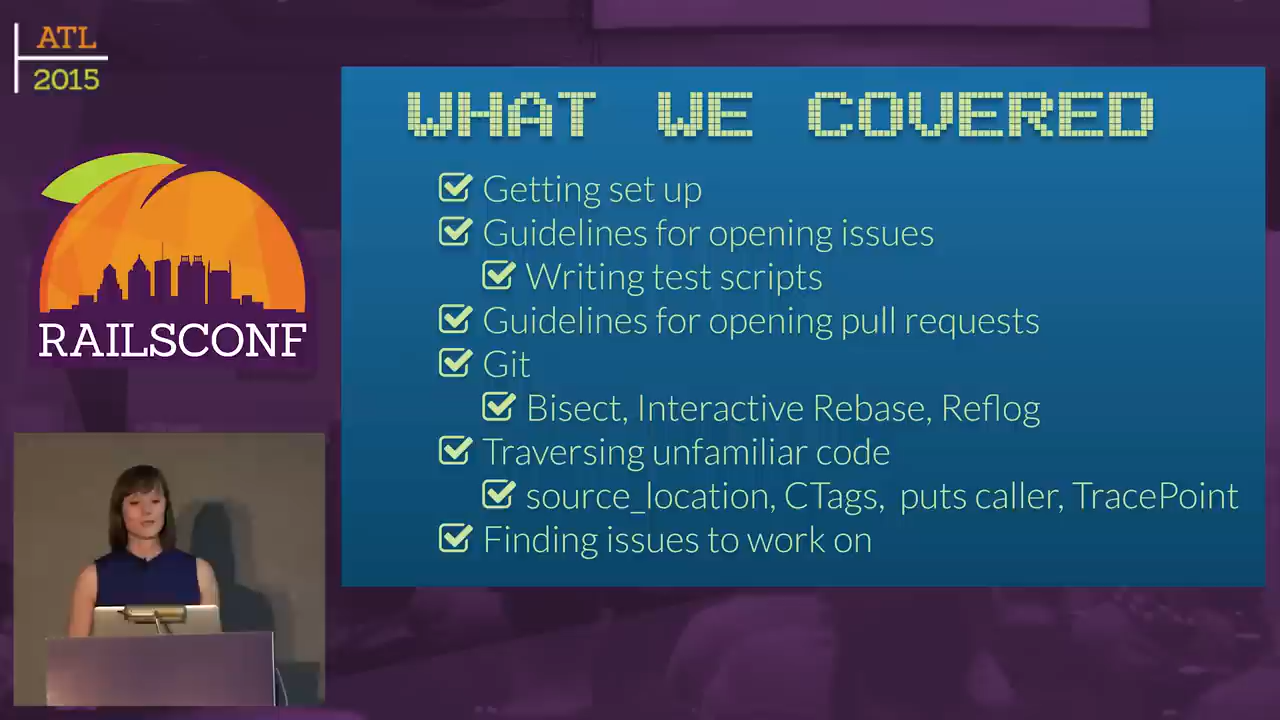 ATL
2015
RAILSCONF
WHAT WE COVERED
Getting set up
Guidelines for opening issues
Writing test scripts
Guidelines for opening pull requests
Git
Bisect, Interactive Rebase, Reflog
Traversing unfamiliar code
source_location, CTags, puts caller, TracePoint
Finding issues to work on